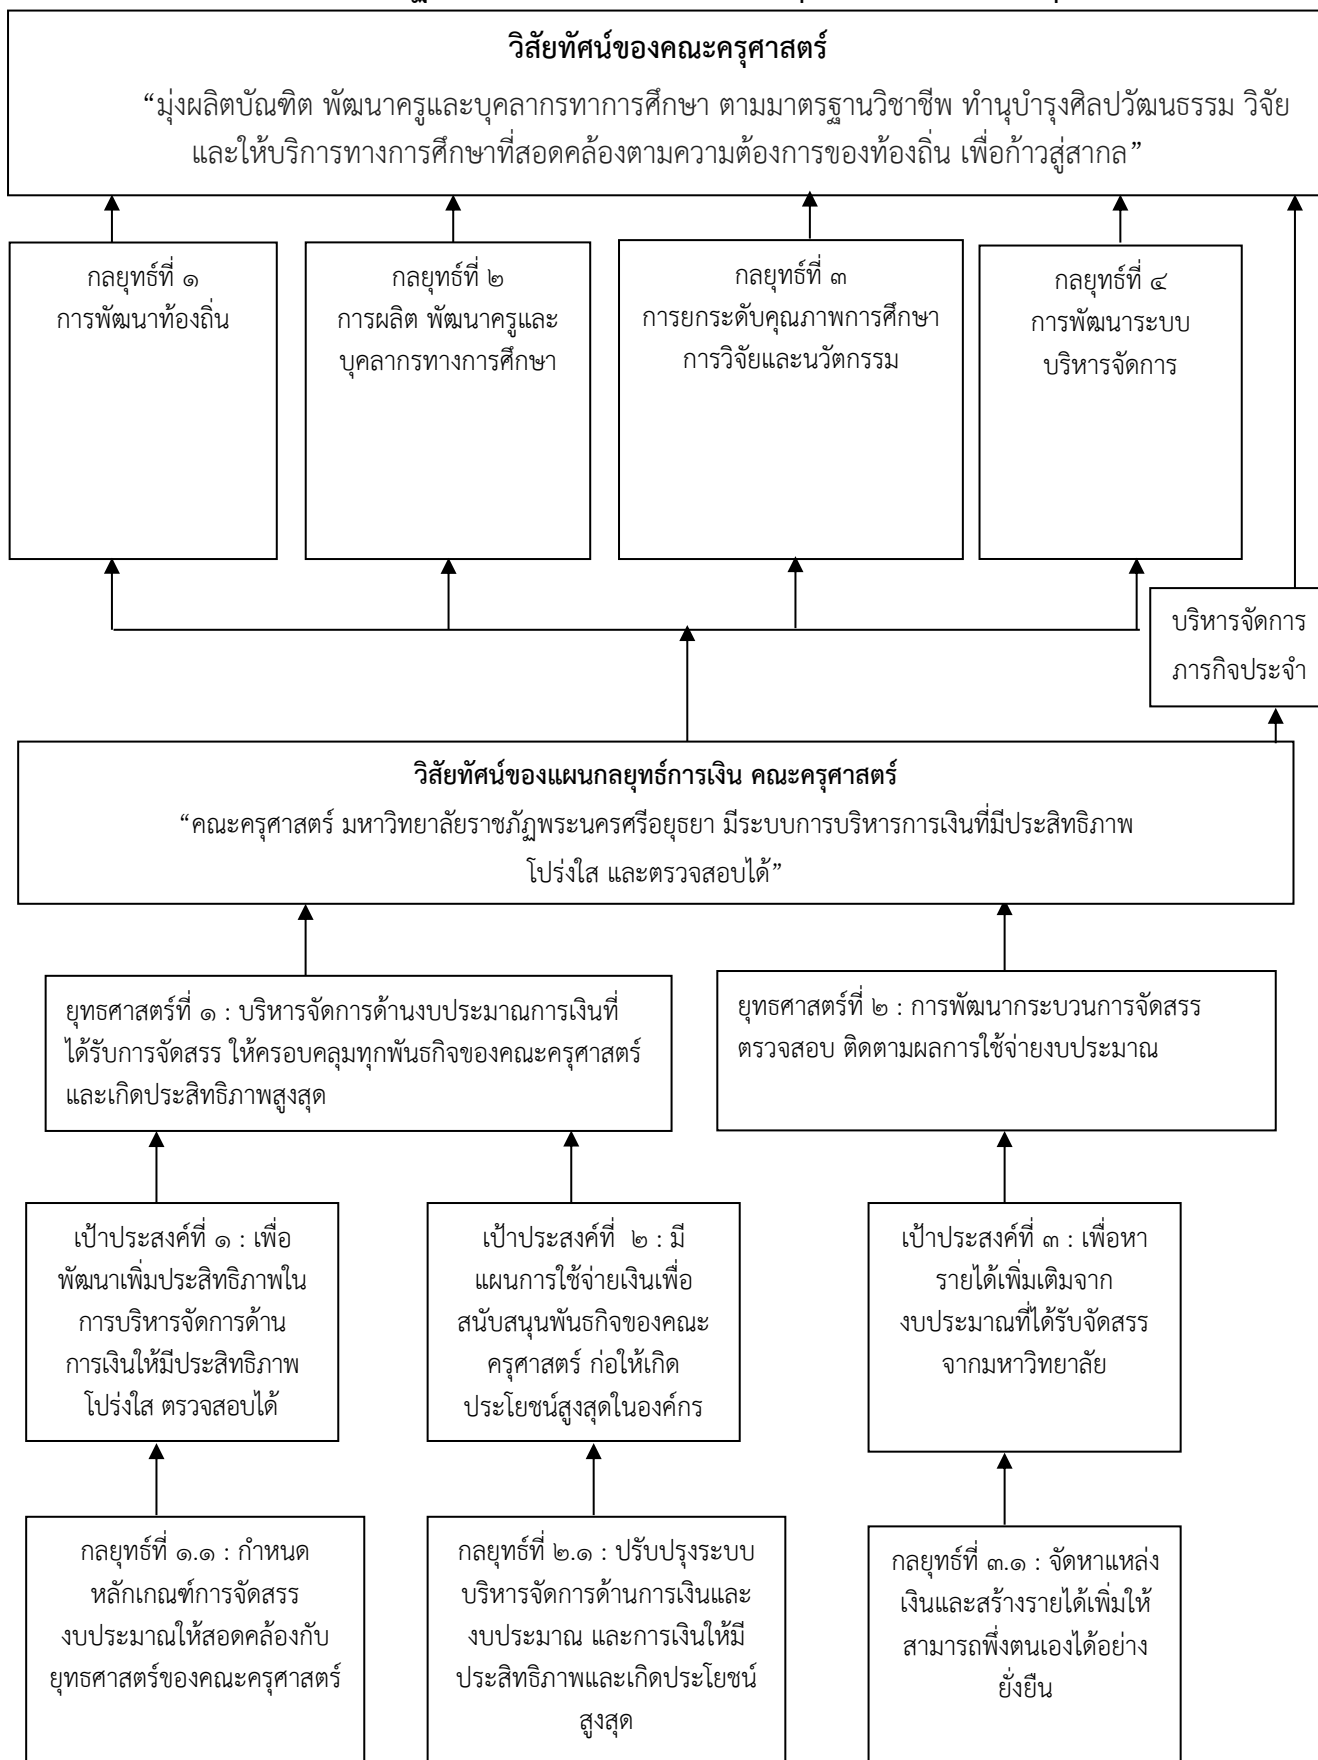 วิสัยทัศน์ของคณะครุศาสตร์
“มุ่งผลิตบัณฑิต พัฒนาครูและบุคลากรทาการศึกษา ตามมาตรฐานวิชาชีพ ทำนุบำรุงศิลปวัฒนธรรม วิจัย
และให้บริการทางการศึกษาที่สอดคล้องตามความต้องการของท้องถิ่น เพื่อก้าวสู่สากล”
กลยุทธ์ที่ ๑
การพัฒนาท้องถิ่น
กลยุทธ์ที่ ๒
การผลิต พัฒนาครูและ
บุคลากรทางการศึกษา
กลยุทธ์ที่ ๓
การยกระดับคุณภาพการศึกษา
การวิจัยและนวัตกรรม
กลยุทธ์ที่ ๔
การพัฒนาระบบ
บริหารจัดการ
บริหารจัดการ
ภารกิจประจำ
วิสัยทัศน์ของแผนกลยุทธ์การเงิน คณะครุศาสตร์
“คณะครุศาสตร์ มหาวิทยาลัยราชภัฏพระนครศรีอยุธยา มีระบบการบริหารการเงินที่มีประสิทธิภาพ
โปร่งใส และตรวจสอบได้”
ยุทธศาสตร์ที่ ๑ : บริหารจัดการด้านงบประมาณการเงินที่
ได้รับการจัดสรร ให้ครอบคลุมทุกพันธกิจของคณะครุศาสตร์
และเกิดประสิทธิภาพสูงสุด
ยุทธศาสตร์ที่ ๒ : การพัฒนากระบวนการจัดสรร
ตรวจสอบ ติดตามผลการใช้จ่ายงบประมาณ
เป้าประสงค์ที่ ๑ : เพื่อ
พัฒนาเพิ่มประสิทธิภาพใน
การบริหารจัดการด้าน
การเงินให้มีประสิทธิภาพ
โปร่งใส ตรวจสอบได้
เป้าประสงค์ที่ ๒ : มี
แผนการใช้จ่ายเงินเพื่อ
สนับสนุนพันธกิจของคณะ
ครุศาสตร์ ก่อให้เกิด
ประโยชน์สูงสุดในองค์กร
เป้าประสงค์ที่ ๓ : เพื่อหา
รายได้เพิ่มเติมจาก
งบประมาณที่ได้รับจัดสรร
จากมหาวิทยาลัย
กลยุทธ์ที่ ๑.๑ : กำหนด
หลักเกณฑ์การจัดสรร
งบประมาณให้สอดคล้องกับ
ยุทธศาสตร์ของคณะครุศาสตร์
กลยุทธ์ที่ ๒.๑ : ปรับปรุงระบบ
บริหารจัดการด้านการเงินและ
งบประมาณ และการเงินให้มี
ประสิทธิภาพและเกิดประโยชน์
สูงสุด
กลยุทธ์ที่ ๓.๑ : จัดหาแหล่ง
เงินและสร้างรายได้เพิ่มให้
สามารถพึ่งตนเองได้อย่าง
ยั่งยืน